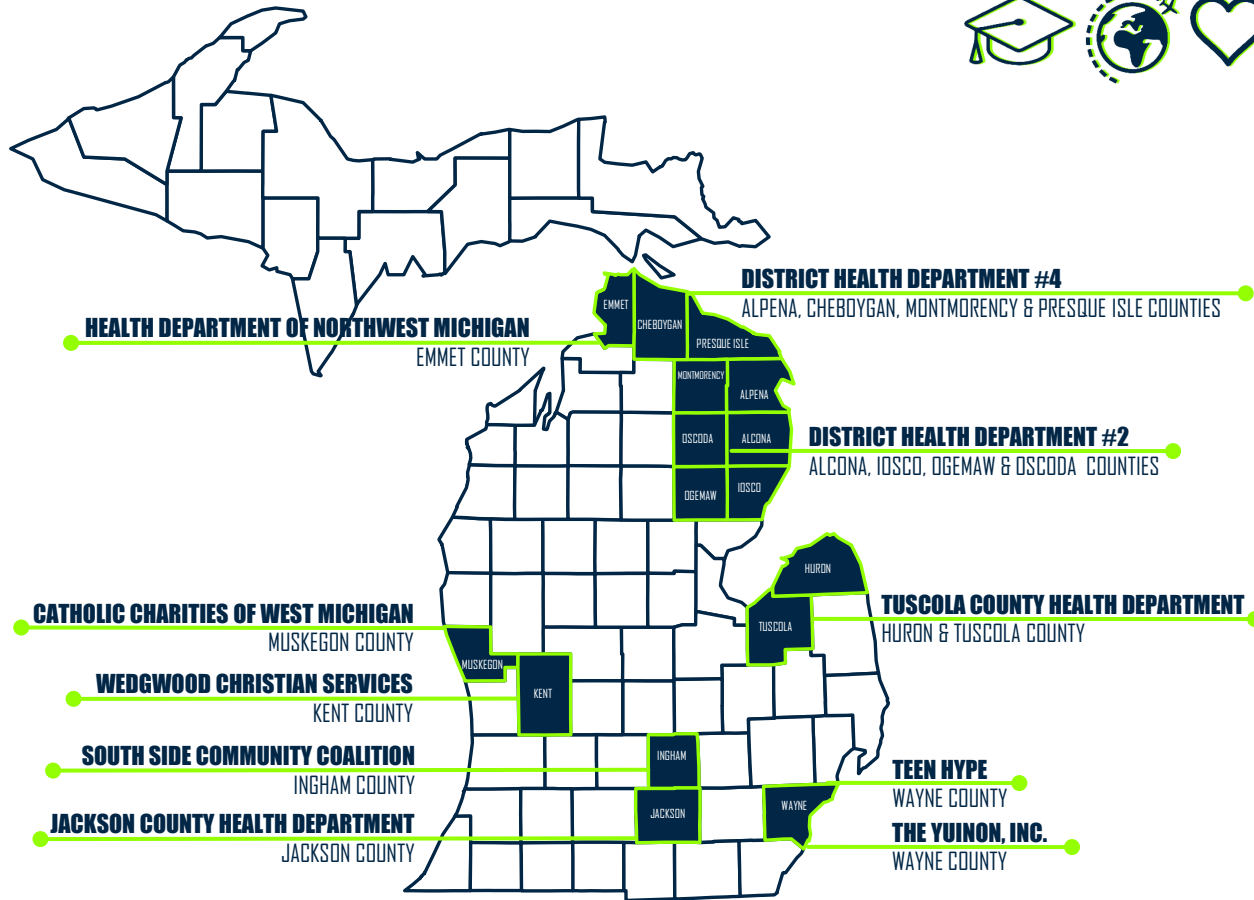 DISTRICT HEALTH DEPARTMENT #4
ALPENA, CHEBOYGAN, MONTMORENCY & PRESQUE ISLE COUNTIES
EMMET
CHEBOYGAN
PRESQUE ISLE
HEALTH DEPARTMENT OF NORTHWEST MICHIGAN
EMMET COUNTY
MONTMORENCY
ALPENA
OSCODA
ALCONA
DISTRICT HEALTH DEPARTMENT #2
ALCONA, IOSCO, OGEMAW & OSCODA COUNTIES
OGEMAW
IOSCO
HURON
TUSCOLA
TUSCOLA COUNTY HEALTH DEPARTMENT
HURON & TUSCOLA COUNTY
CATHOLIC CHARITIES OF WEST MICHIGAN
MUSKEGON COUNTY
MUSKEGON
WEDGWOOD CHRISTIAN SERVICES
KENT COUNTY
KENT
SOUTH SIDE COMMUNITY COALITION
INGHAM COUNTY
INGHAM
JACKSON COUNTY HEALTH DEPARTMENT
JACKSON COUNTY
JACKSON
WAYNE
TEEN HYPE
WAYNE COUNTY
THE YUINON, INC.
WAYNE COUNTY